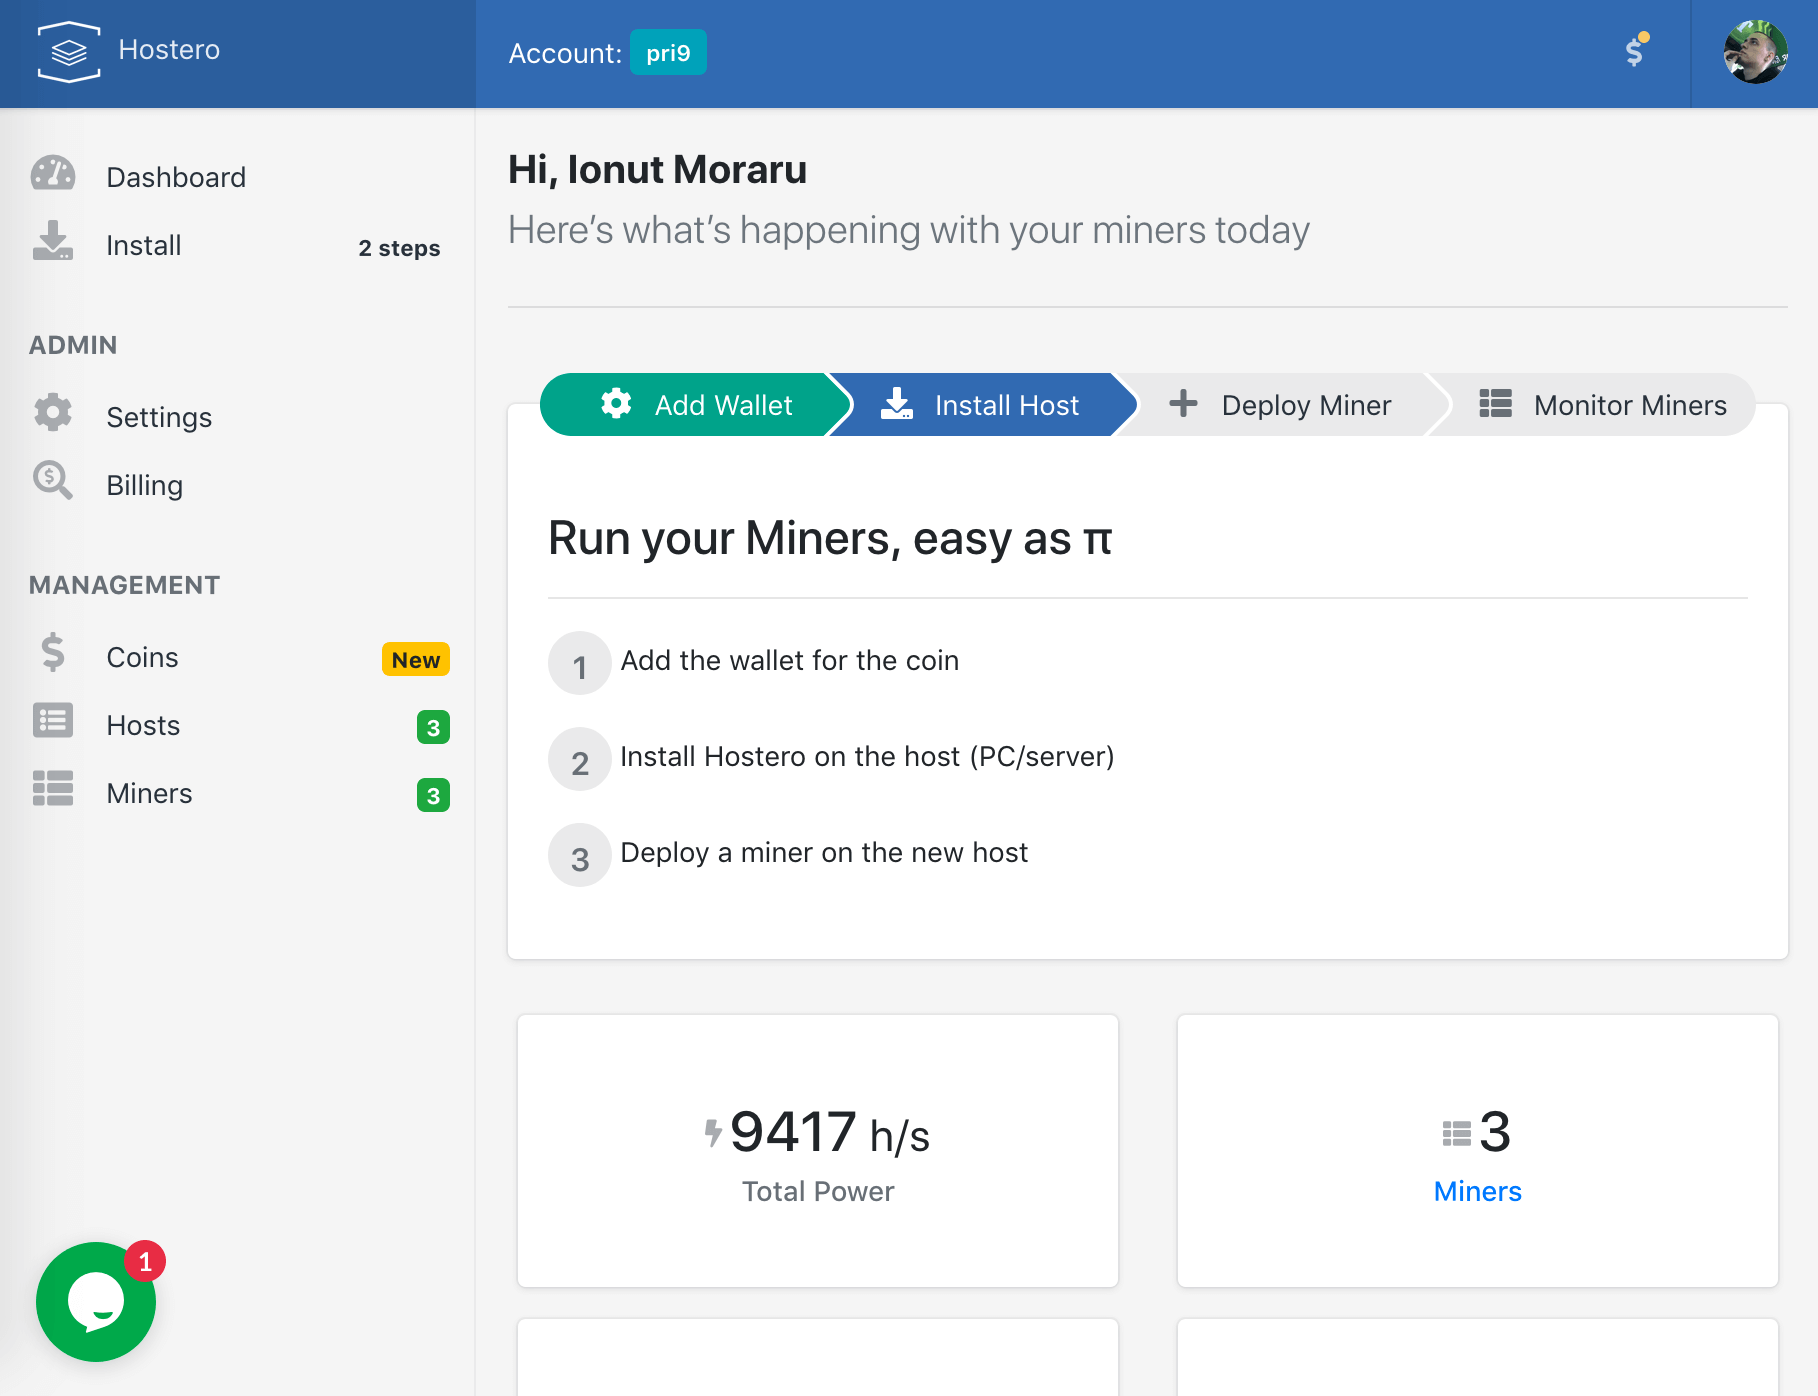 Hostero
Account: pri9
Dashboard
Install 2 steps
ADMIN
Settings
Billing
MANAGEMENT
Coins New
Hosts 3
Miners 3
1
Hi, Ionut Moraru
Here’s what’s happening with your miners today
Add Wallet Install Host Deploy Miner Monitor Miners
Run your Miners, easy as π
1 Add the wallet for the coin
2 Install Hostero on the host (PC/server)
3 Deploy a miner on the new host
9417 h/s
Total Power
3
Miners